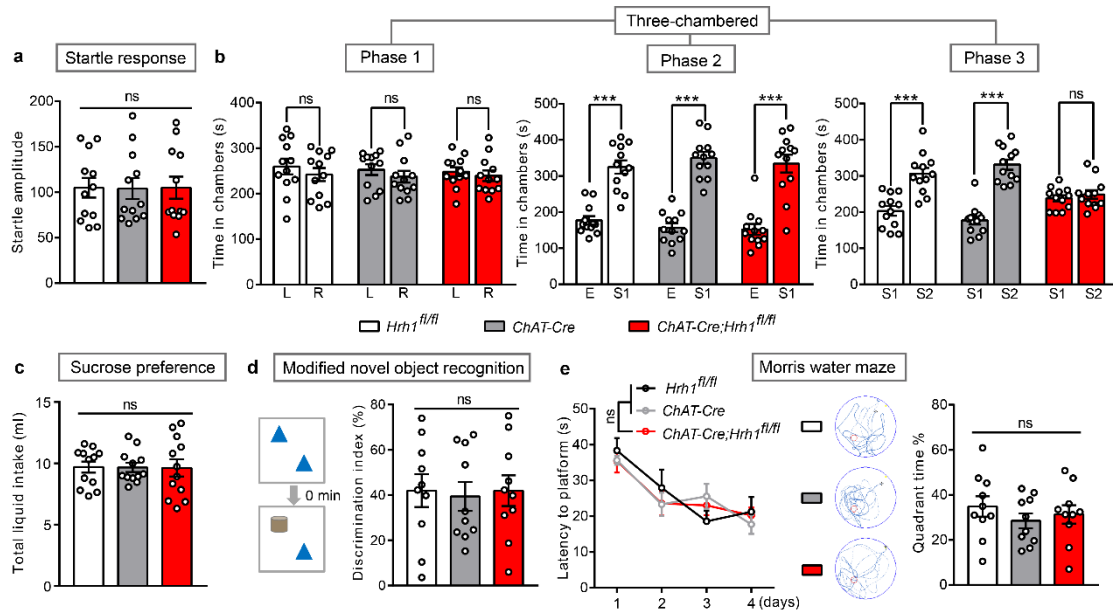 Three-chambered
a
Startle response
b
Phase 1
Phase 2
Phase 3
ns
200
150
100
50
0
Startle amplitude
ns
ns
ns
400
300
200
100
0
Time in chambers (s)
L R L R L R
***
***
***
500
400
300
200
100
0
Time in chambers (s)
E S1 E S1 E S1
***
***
ns
500
400
300
200
100
0
Time in chambers (s)
S1 S2 S1 S2 S1 S2
Hrh1fl/fl
ChAT-Cre
ChAT-Cre;Hrh1fl/fl
c
Sucrose preference
ns
15
10
5
0
Total liquid intake (ml)
d
Modified novel object recognition
0 min
ns
80
60
40
20
0
Discrimination index (%)
e
Morris water maze
Hrh1fl/fl
ChAT-Cre
ChAT-Cre;Hrh1fl/fl
ns
60
50
40
30
20
10
0
Latency to platform (s)
1 2 3 4 (days)
ns
80
60
40
20
0
Quadrant time %